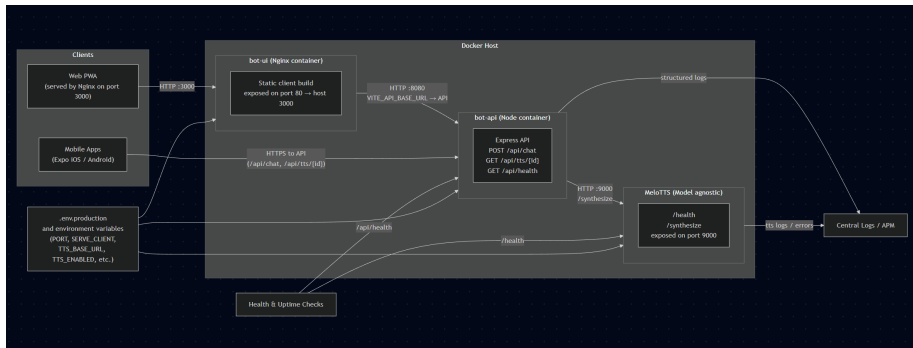 Clients
Web PWA
(served by Nginx on port
3000)
Mobile Apps
(Expo iOS / Android)
.env.production
and environment variables
(PORT, SERVE_CLIENT,
TTS_BASE_URL,
TTS_ENABLED, etc.)
Health & Uptime Checks
HTTP :3000
HTTPS to API
(/api/chat, /api/tts/[id])
/api/health
/health
Docker Host
bot-ui (Nginx container)
Static client build
exposed on port 80 → host
3000
HTTP :8080
VITE_API_BASE_URL → API
bot-api (Node container)
Express API
POST /api/chat
GET /api/tts/[id]
GET /api/health
HTTP :9000
/synthesize
MeloTTS (Model agnostic)
/health
/synthesize
exposed on port 9000
structured logs
tts logs / errors
Central Logs / APM